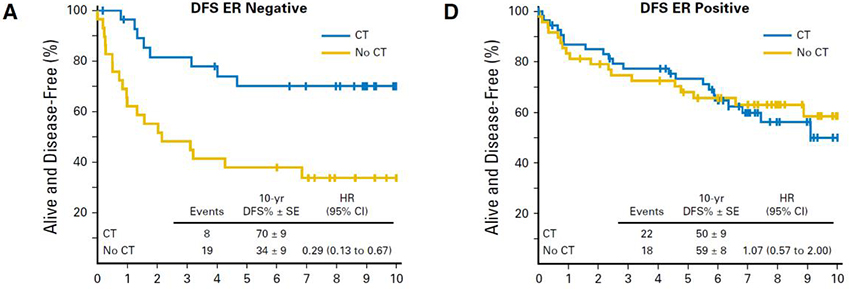 A
DFS ER Negative
Alive and Disease-Free (%)
100
80
60
40
20
CT
No CT
10-yr HR
Events DFS% ± SE (95% CI)
CT 8 70 ± 9
No CT 19 34 ± 9 0.29 (0.13 to 0.67)
0 1 2 3 4 5 6 7 8 9 10
D
DFS ER Positive
Alive and Disease-Free (%)
100
80
60
40
20
CT
No CT
10-yr HR
Events DFS% ± SE (95% CI)
CT 22 50 ± 9
No CT 18 59 ± 8 1.07 (0.57 to 2.00)
0 1 2 3 4 5 6 7 8 9 10